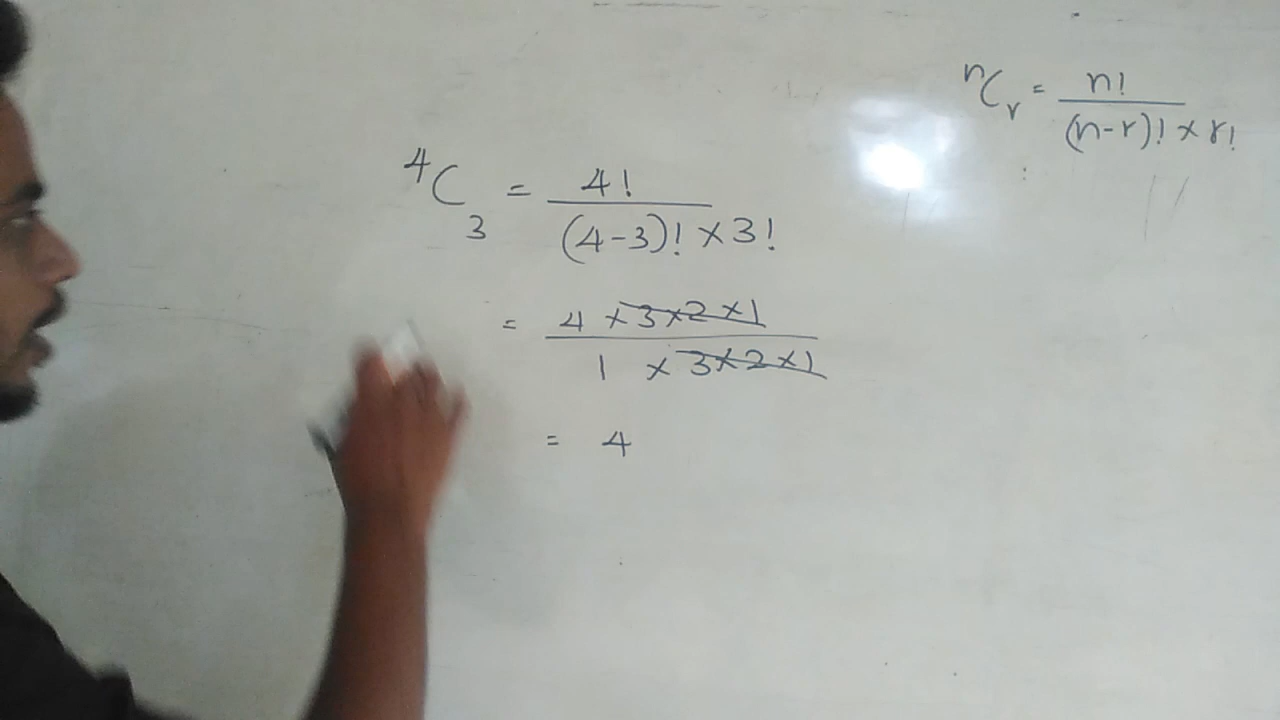 nCr = n! / (n-r)! × r!
4C3 = 4! / (4-3)! × 3!
= 4 × 3×2×1 / 1 × 3×2×1
= 4